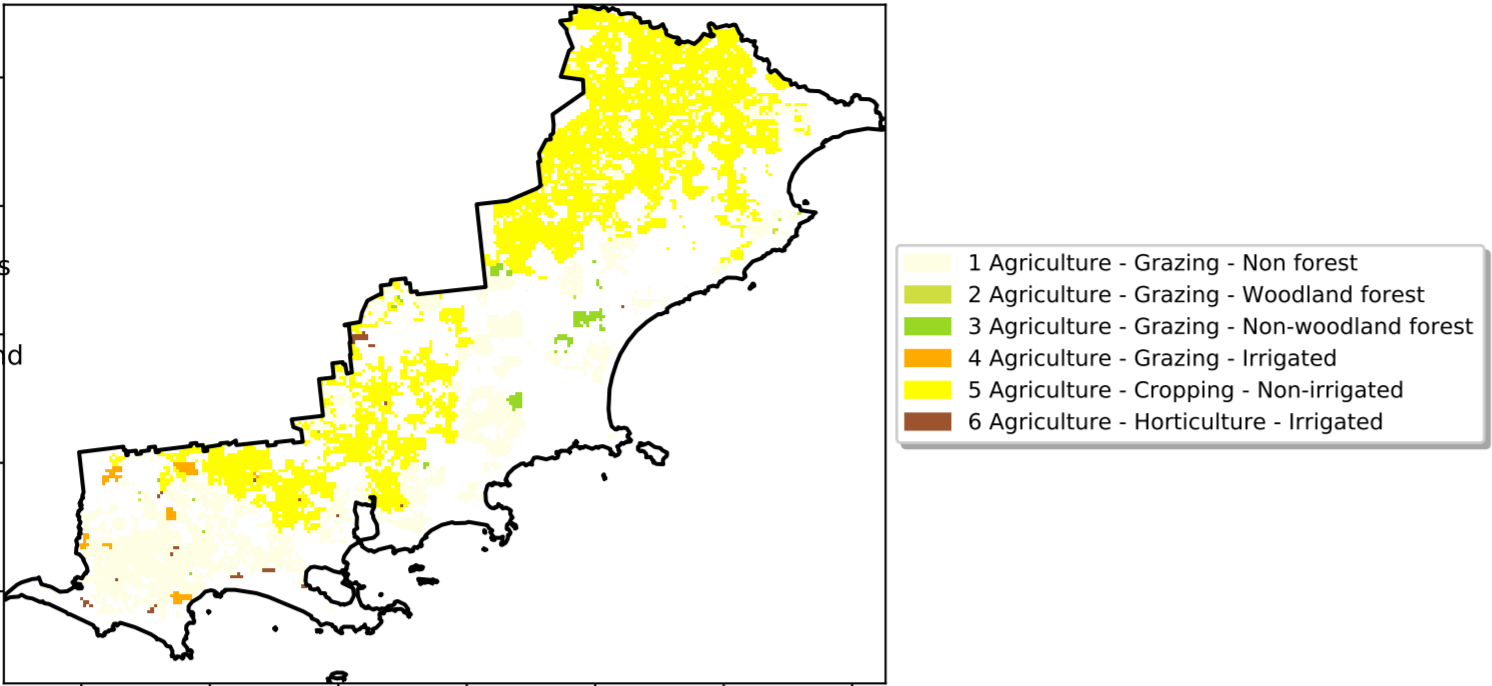 s
nd
1 Agriculture - Grazing - Non forest
2 Agriculture - Grazing - Woodland forest
3 Agriculture - Grazing - Non-woodland forest
4 Agriculture - Grazing - Irrigated
5 Agriculture - Cropping - Non-irrigated
6 Agriculture - Horticulture - Irrigated